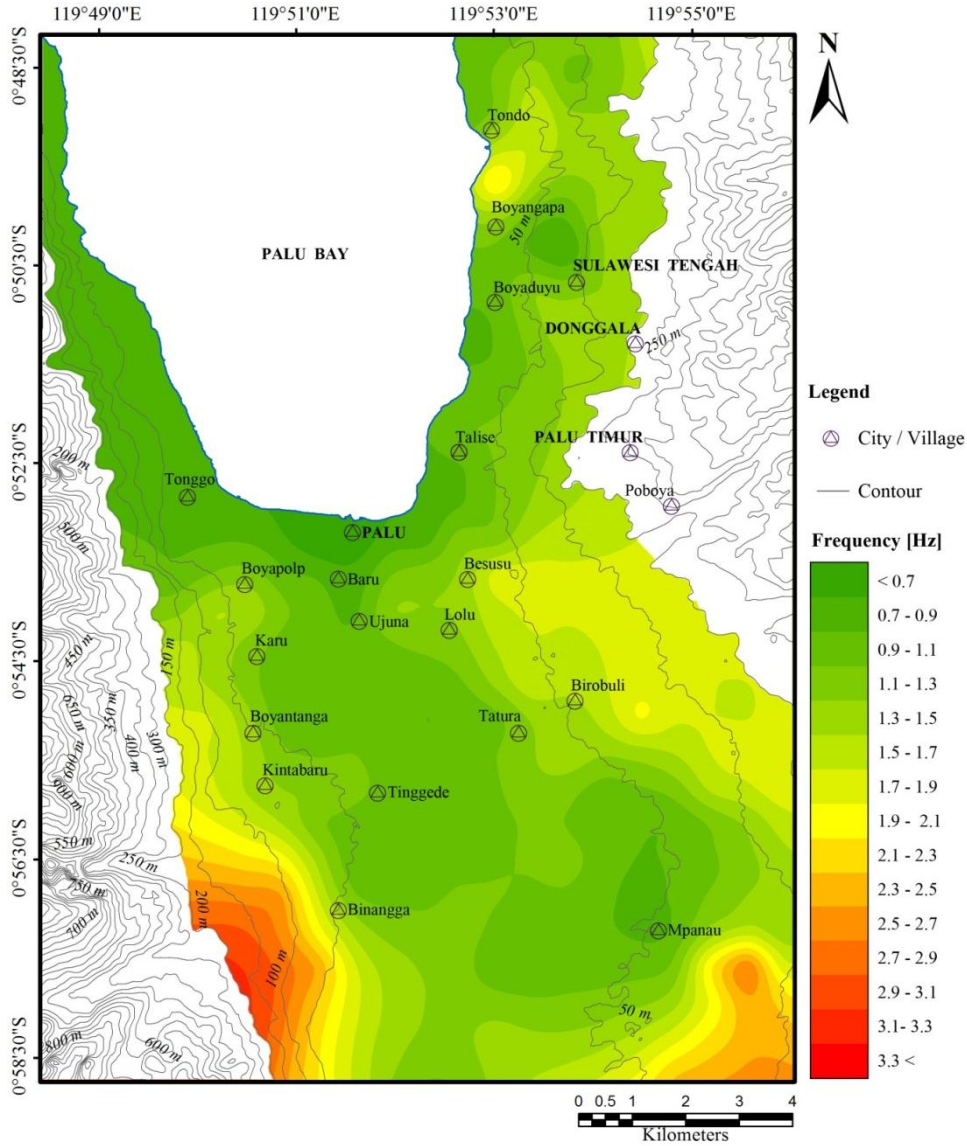 119°49'0"E 119°51'0"E 119°53'0"E 119°55'0"E
0°48'30"S
0°50'30"S
0°52'30"S
0°54'30"S
0°56'30"S
0°58'30"S
N
Tondo
Boyangapa
50 m
PALU BAY
SULAWESI TENGAH
Boyaduyu
DONGGALA
250 m
Talise
PALU TIMUR
200 m
Tonggo
Poboya
500 m
PALU
Boyapolp
Baru
Besusu
Ujuna
Lolu
450 m
150 m
Karu
650 m
350 m
Birobuli
Boyantanga
Tatura
600 m
400 m
300 m
900 m
Kintabaru
Tinggede
550 m
250 m
750 m
700 m
200 m
Binangga
Mpanau
100 m
50 m
800 m
600 m
Legend
City / Village
Contour
Frequency [Hz]
< 0.7
0.7 - 0.9
0.9 - 1.1
1.1 - 1.3
1.3 - 1.5
1.5 - 1.7
1.7 - 1.9
1.9 - 2.1
2.1 - 2.3
2.3 - 2.5
2.5 - 2.7
2.7 - 2.9
2.9 - 3.1
3.1 - 3.3
3.3 <
0 0.5 1 2 3 4
Kilometers